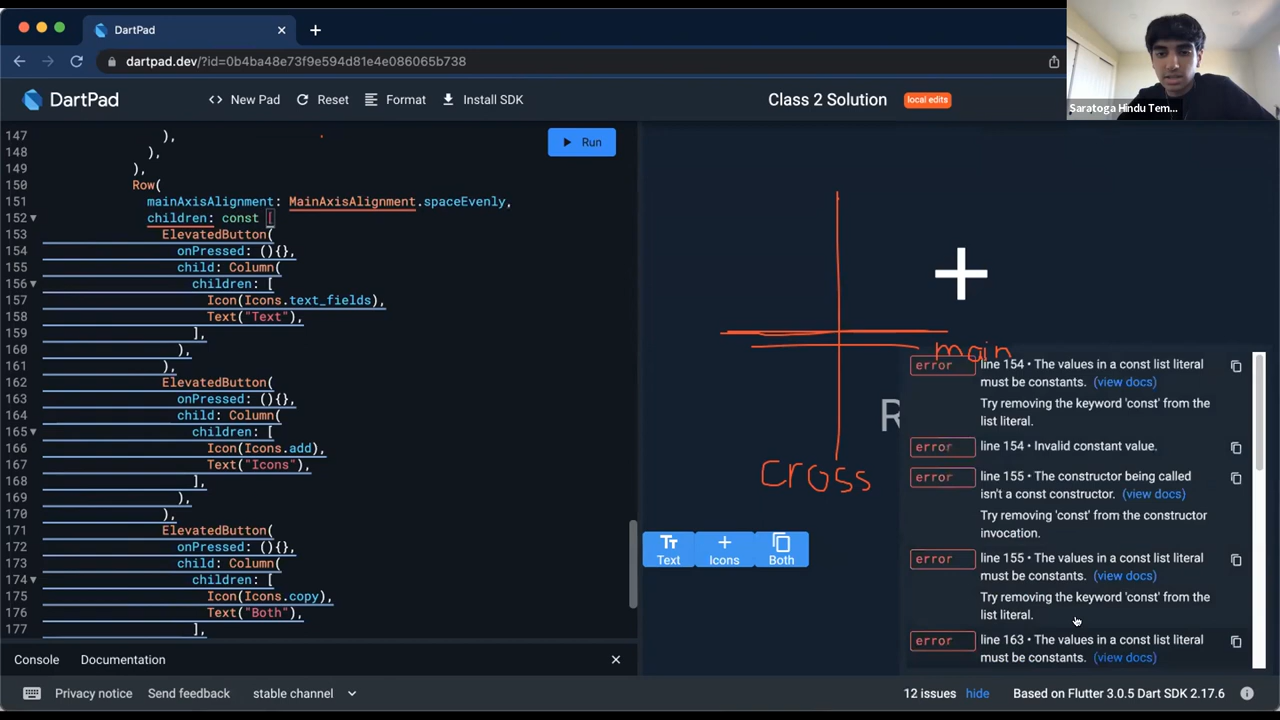 DartPad
dartpad.dev/?id=0b4ba48e73f9e594d81e4e086065b738
Saratoga Hindu Tem...
DartPad
<> New Pad
Reset
Format
Install SDK
Class 2 Solution
local edits
Run
147 ),
148 ),
149 ),
150 Row(
151 mainAxisAlignment: MainAxisAlignment.spaceEvenly,
152 children: const [
153 ElevatedButton(
154 onPressed: (){},
155 child: Column(
156 children: [
157 Icon(Icons.text_fields),
158 Text("Text"),
159 ],
160 ),
161 ),
162 ElevatedButton(
163 onPressed: (){},
164 child: Column(
165 children: [
166 Icon(Icons.add),
167 Text("Icons"),
168 ],
169 ),
170 ),
171 ElevatedButton(
172 onPressed: (){},
173 child: Column(
174 children: [
175 Icon(Icons.copy),
176 Text("Both"),
177 ],
main
cross
R
Tт
Text
Icons
Both
error line 154 • The values in a const list literal
must be constants. (view docs)
Try removing the keyword 'const' from the
list literal.
error line 154 • Invalid constant value.
error line 155 • The constructor being called
isn't a const constructor. (view docs)
Try removing 'const' from the constructor
invocation.
error line 155 • The values in a const list literal
must be constants. (view docs)
Try removing the keyword 'const' from the
list literal.
error line 163 • The values in a const list literal
must be constants. (view docs)
Console
Documentation
Privacy notice
Send feedback
stable channel
12 issues hide
Based on Flutter 3.0.5 Dart SDK 2.17.6